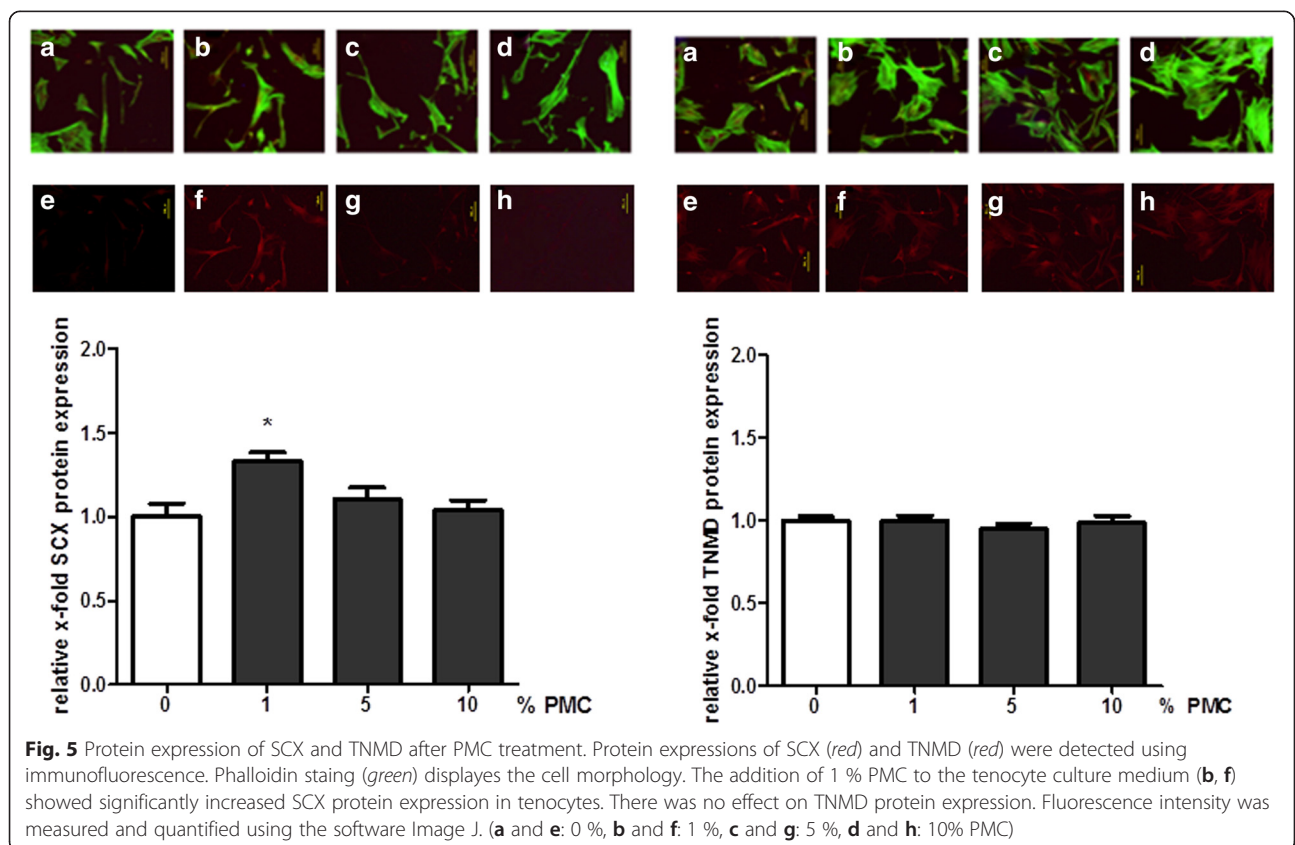 a b c d a b c d
e f g h e f g h
relative x-fold SCX protein expression
2.0
1.5
1.0
0.5
0.0
*
0 1 5 10 % PMC
relative x-fold TNMD protein expression
2.0
1.5
1.0
0.5
0.0
0 1 5 10 % PMC
Fig. 5 Protein expression of SCX and TNMD after PMC treatment. Protein expressions of SCX (red) and TNMD (red) were detected using
immunofluorescence. Phalloidin staing (green) displayes the cell morphology. The addition of 1 % PMC to the tenocyte culture medium (b, f)
showed significantly increased SCX protein expression in tenocytes. There was no effect on TNMD protein expression. Fluorescence intensity was
measured and quantified using the software Image J. (a and e: 0 %, b and f: 1 %, c and g: 5 %, d and h: 10% PMC)